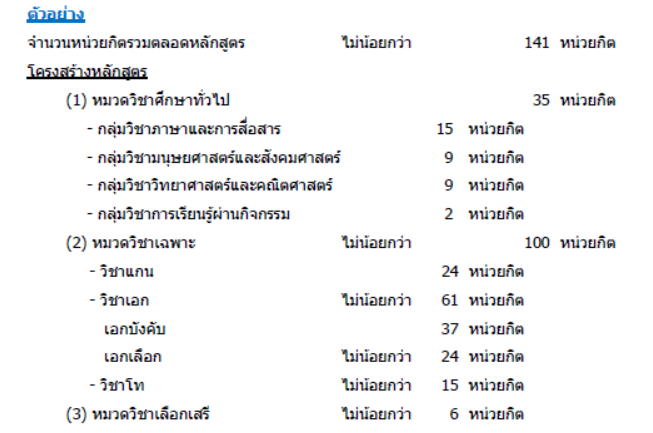 ตัวอย่าง
จำนวนหน่วยกิตรวมตลอดหลักสูตร ไม่น้อยกว่า 141 หน่วยกิต
โครงสร้างหลักสูตร
(1) หมวดวิชาศึกษาทั่วไป 35 หน่วยกิต
- กลุ่มวิชาภาษาและการสื่อสาร 15 หน่วยกิต
- กลุ่มวิชามนุษยศาสตร์และสังคมศาสตร์ 9 หน่วยกิต
- กลุ่มวิชาวิทยาศาสตร์และคณิตศาสตร์ 9 หน่วยกิต
- กลุ่มวิชาการเรียนรู้ผ่านกิจกรรม 2 หน่วยกิต
(2) หมวดวิชาเฉพาะ ไม่น้อยกว่า 100 หน่วยกิต
- วิชาแกน 24 หน่วยกิต
- วิชาเอก ไม่น้อยกว่า 61 หน่วยกิต
เอกบังคับ 37 หน่วยกิต
เอกเลือก ไม่น้อยกว่า 24 หน่วยกิต
- วิชาโท ไม่น้อยกว่า 15 หน่วยกิต
(3) หมวดวิชาเลือกเสรี ไม่น้อยกว่า 6 หน่วยกิต